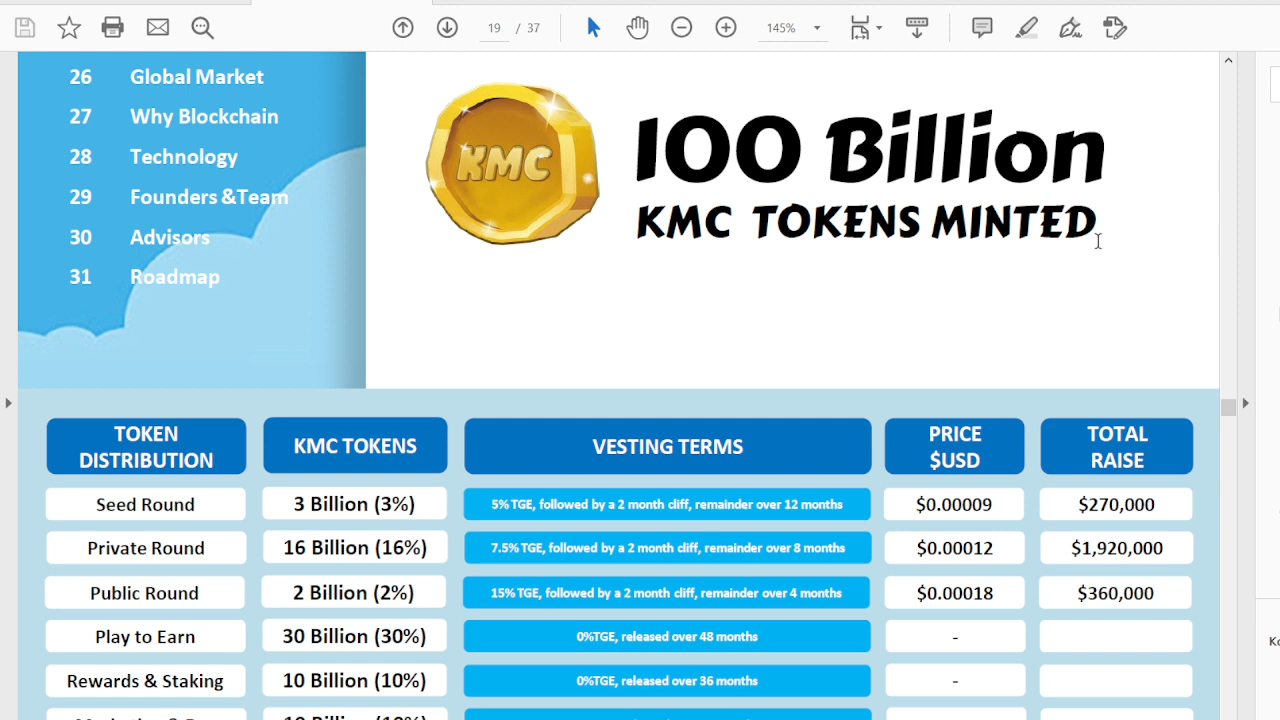 19 / 37
145%
26 Global Market
27 Why Blockchain
28 Technology
29 Founders &Team
30 Advisors
31 Roadmap
KMC
100 Billion
KMC TOKENS MINTED
TOKEN DISTRIBUTION KMC TOKENS VESTING TERMS PRICE $USD TOTAL RAISE
Seed Round 3 Billion (3%) 5% TGE, followed by a 2 month cliff, remainder over 12 months $0.00009 $270,000
Private Round 16 Billion (16%) 7.5% TGE, followed by a 2 month cliff, remainder over 8 months $0.00012 $1,920,000
Public Round 2 Billion (2%) 15% TGE, followed by a 2 month cliff, remainder over 4 months $0.00018 $360,000
Play to Earn 30 Billion (30%) 0%TGE, released over 48 months -
Rewards & Staking 10 Billion (10%) 0%TGE, released over 36 months -